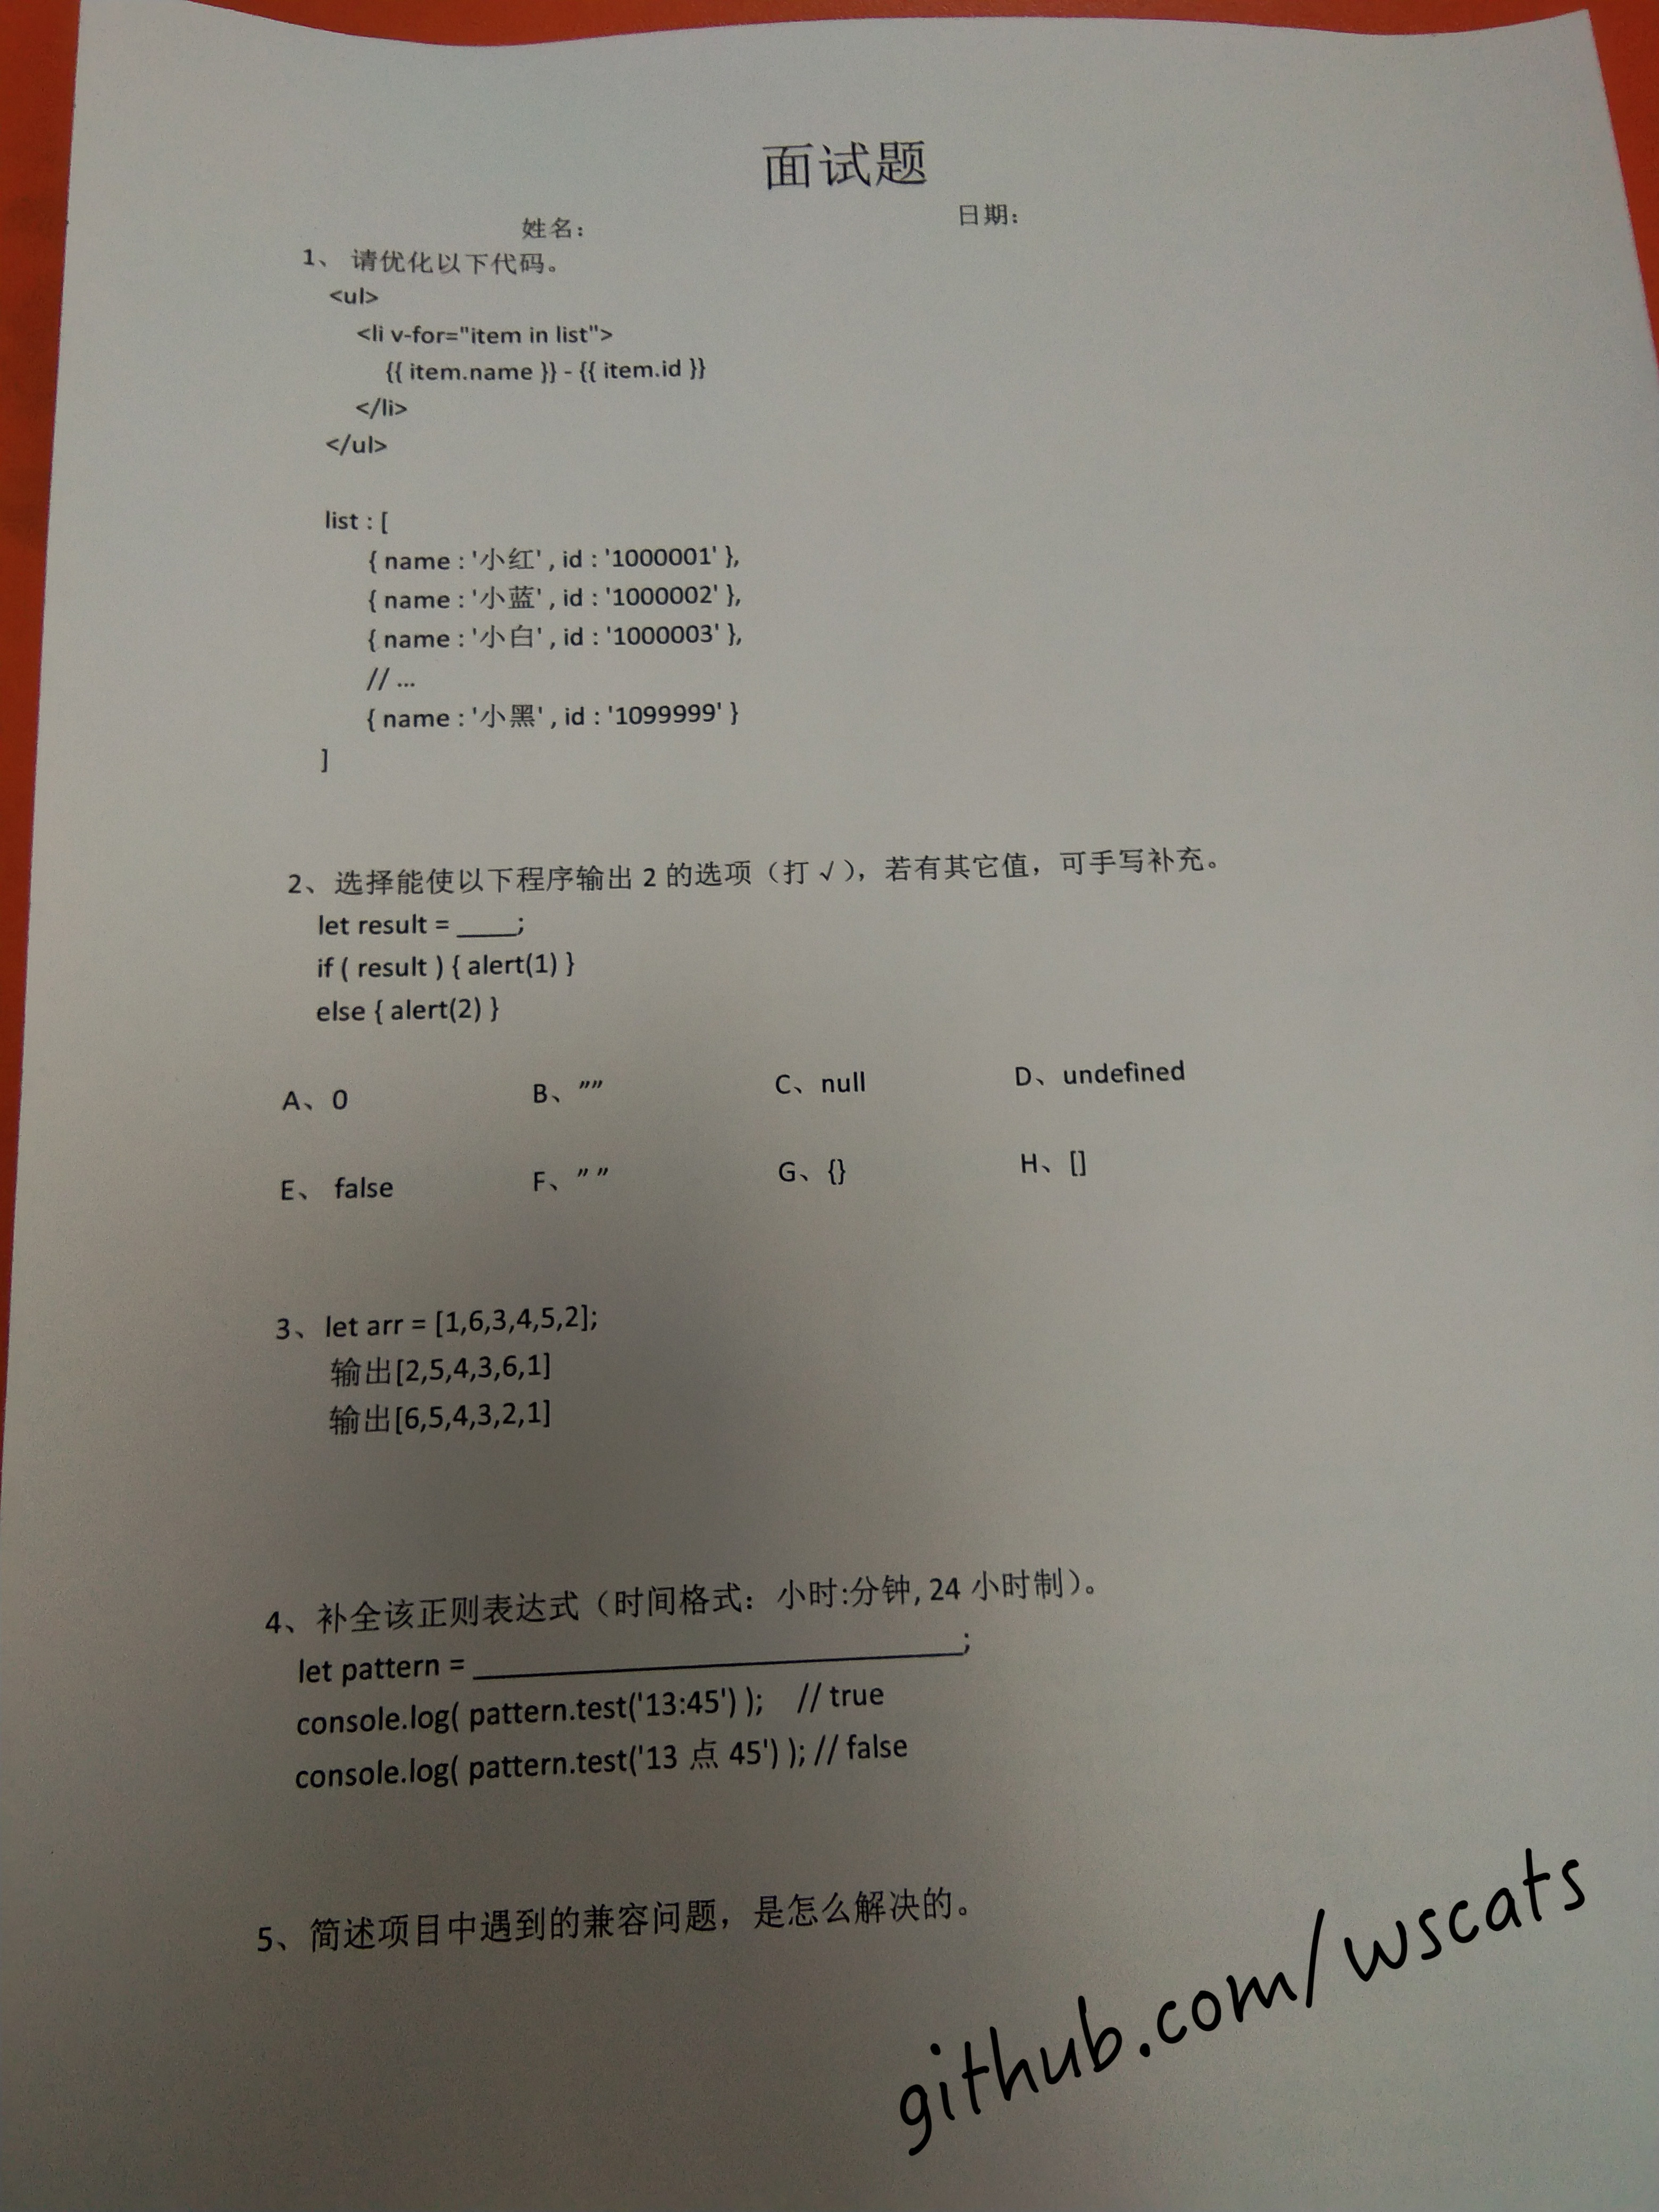 面试题
姓名： 日期：
1、 请优化以下代码。
<ul>
<li v-for="item in list">
{{ item.name }} - {{ item.id }}
</li>
</ul>
list : [
{ name : '小红' , id : '1000001' },
{ name : '小蓝' , id : '1000002' },
{ name : '小白' , id : '1000003' },
// ...
{ name : '小黑' , id : '1099999' }
]
2、选择能使以下程序输出 2 的选项（打 √），若有其它值，可手写补充。
let result = ____;
if ( result ) { alert(1) }
else { alert(2) }
A、0 B、”” C、null D、undefined
E、 false F、” ” G、{} H、[]
3、let arr = [1,6,3,4,5,2];
输出[2,5,4,3,6,1]
输出[6,5,4,3,2,1]
4、补全该正则表达式（时间格式：小时:分钟, 24 小时制）。
let pattern = ______________________________;
console.log( pattern.test('13:45') ); // true
console.log( pattern.test('13 点 45') ); // false
5、简述项目中遇到的兼容问题，是怎么解决的。
github.com/wscats